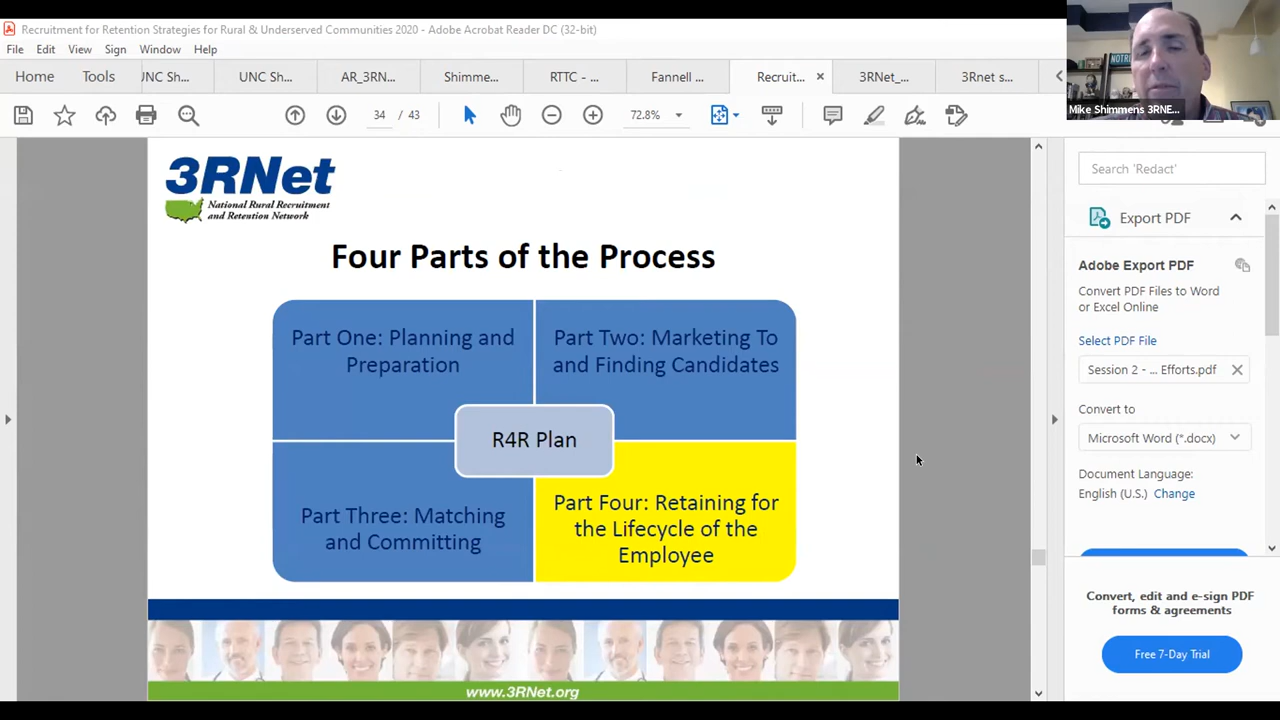 Recruitment for Retention Strategies for Rural & Underserved Communities 2020 - Adobe Acrobat Reader DC (32-bit)
File Edit View Sign Window Help
Home Tools JNC Sh... UNC Sh... AR_3RN... Shimme... RTTC - ... Fannell ... Recruit... × 3RNet_... 3Rnet s...
34 / 43 72.8%
NOTRE
Mike Shimmens 3RNE...
3RNet
National Rural Recruitment
and Retention Network
Four Parts of the Process
Part One: Planning and
Preparation
Part Two: Marketing To
and Finding Candidates
R4R Plan
Part Three: Matching
and Committing
Part Four: Retaining for
the Lifecycle of the
Employee
www.3RNet.org
Search 'Redact'
Export PDF
Adobe Export PDF
Convert PDF Files to Word
or Excel Online
Select PDF File
Session 2 - ... Efforts.pdf
Convert to
Microsoft Word (*.docx)
Document Language:
English (U.S.) Change
Convert, edit and e-sign PDF
forms & agreements
Free 7-Day Trial